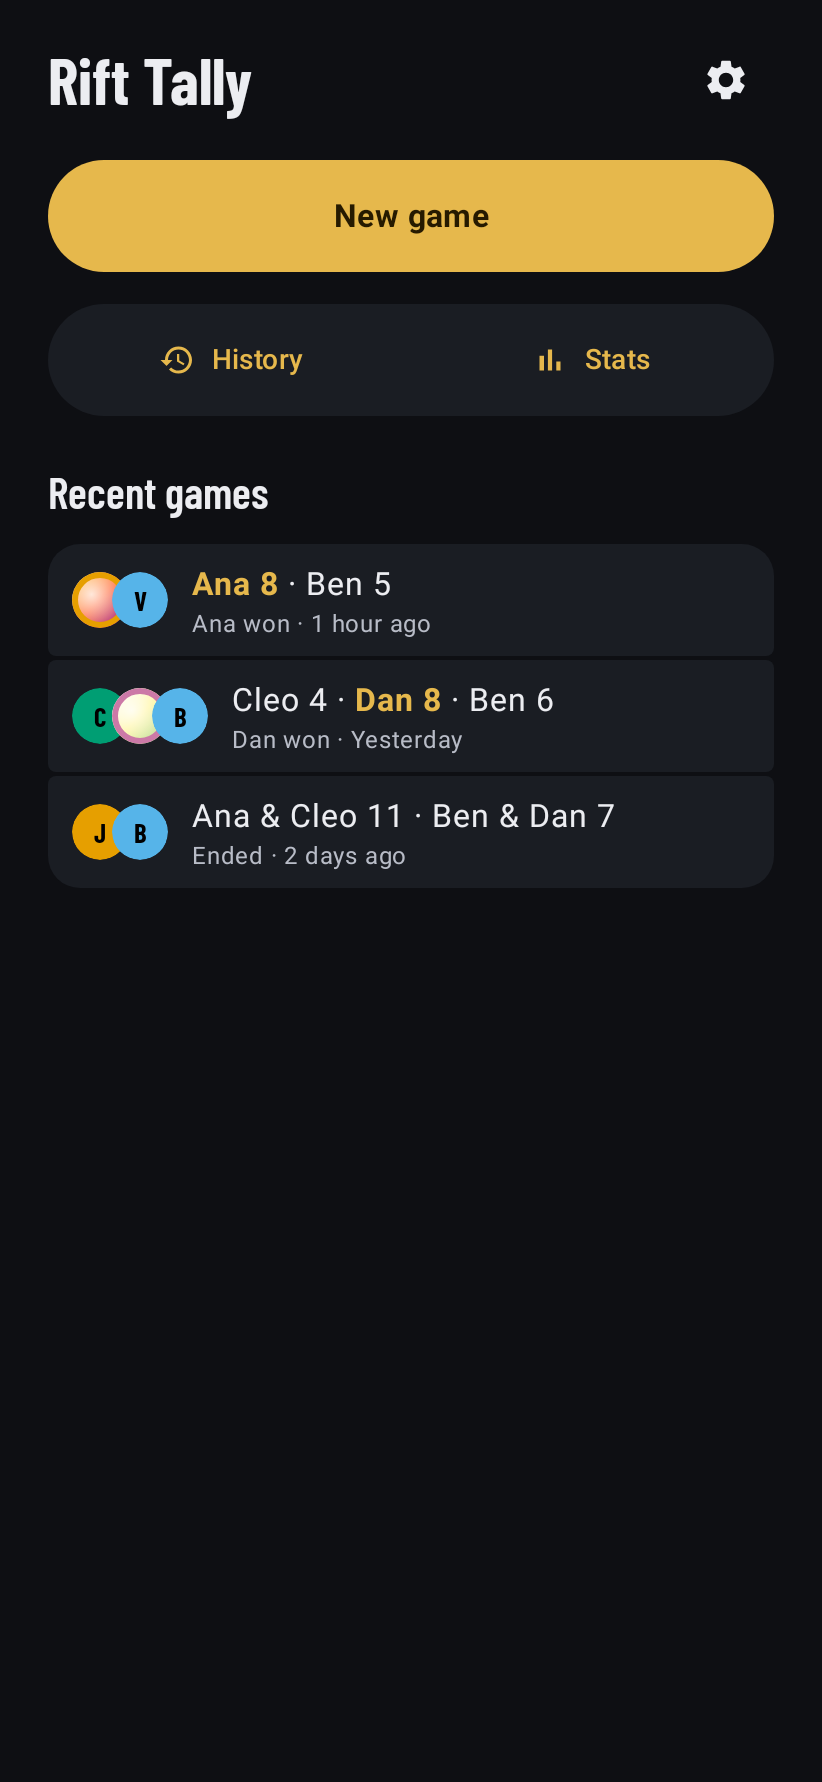 Rift Tally
New game
History
Stats
Recent games
V
Ana 8 · Ben 5
Ana won · 1 hour ago
C
B
Cleo 4 · Dan 8 · Ben 6
Dan won · Yesterday
J
B
Ana & Cleo 11 · Ben & Dan 7
Ended · 2 days ago